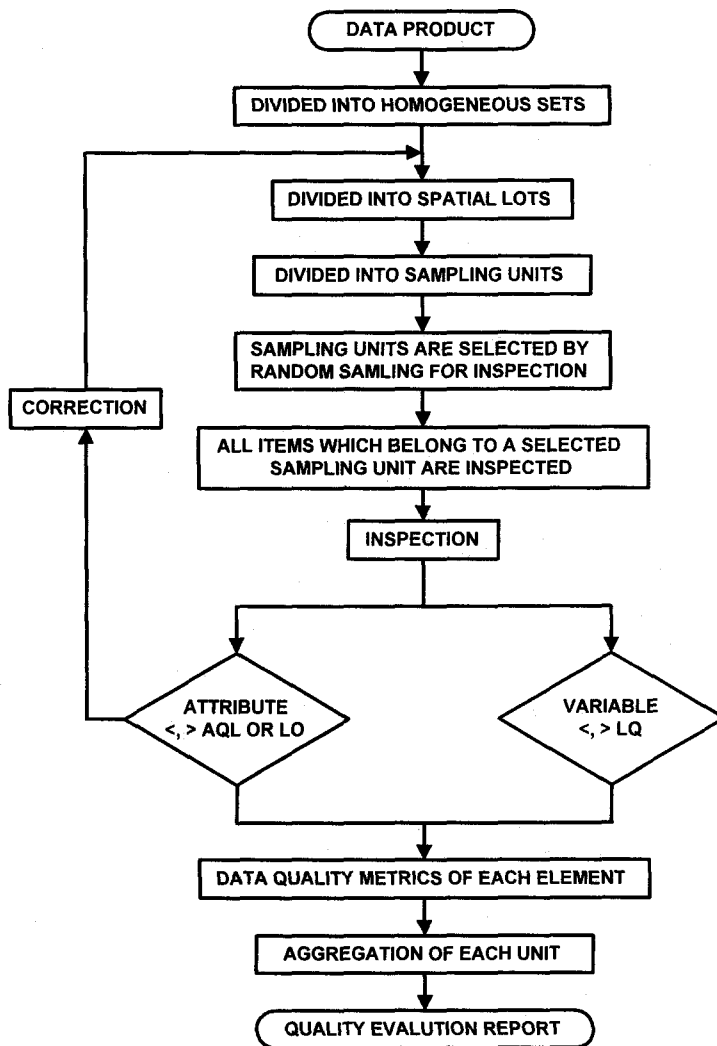 DATA PRODUCT
DIVIDED INTO HOMOGENEOUS SETS
DIVIDED INTO SPATIAL LOTS
DIVIDED INTO SAMPLING UNITS
SAMPLING UNITS ARE SELECTED BY
RANDOM SAMLING FOR INSPECTION
CORRECTION
ALL ITEMS WHICH BELONG TO A SELECTED
SAMPLING UNIT ARE INSPECTED
INSPECTION
ATTRIBUTE
<, > AQL OR LO
VARIABLE
<, > LQ
DATA QUALITY METRICS OF EACH ELEMENT
AGGREGATION OF EACH UNIT
QUALITY EVALUTION REPORT